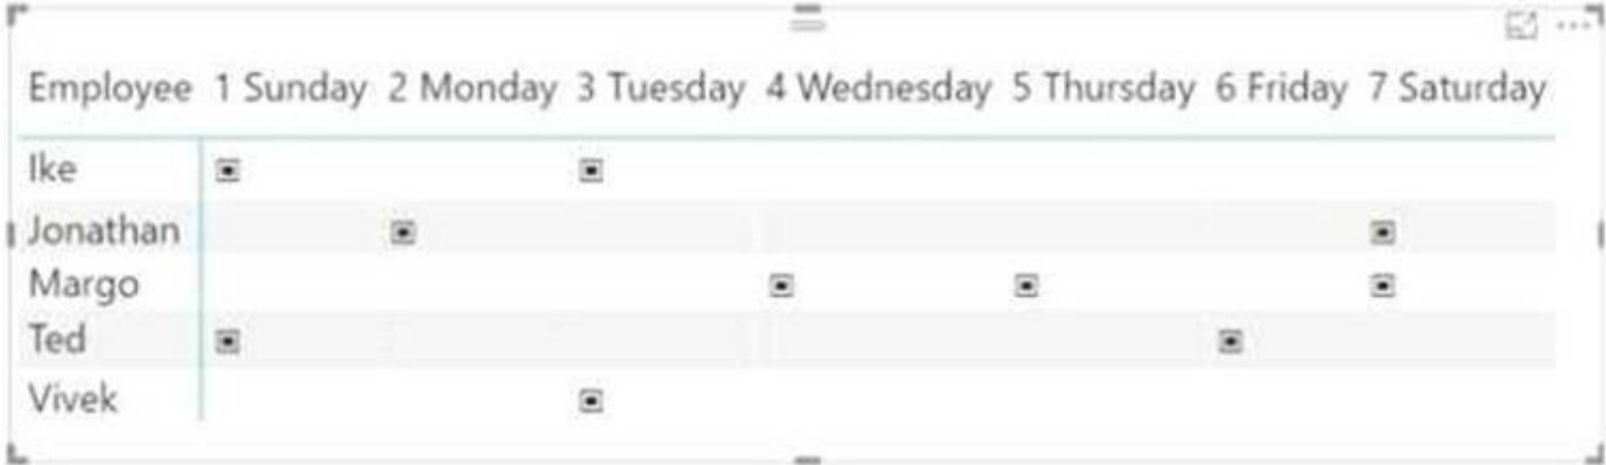 Employee 1 Sunday 2 Monday 3 Tuesday 4 Wednesday 5 Thursday 6 Friday 7 Saturday
Ike ▣ ▣
Jonathan ▣ ▣
Margo ▣ ▣ ▣
Ted ▣ ▣
Vivek ▣